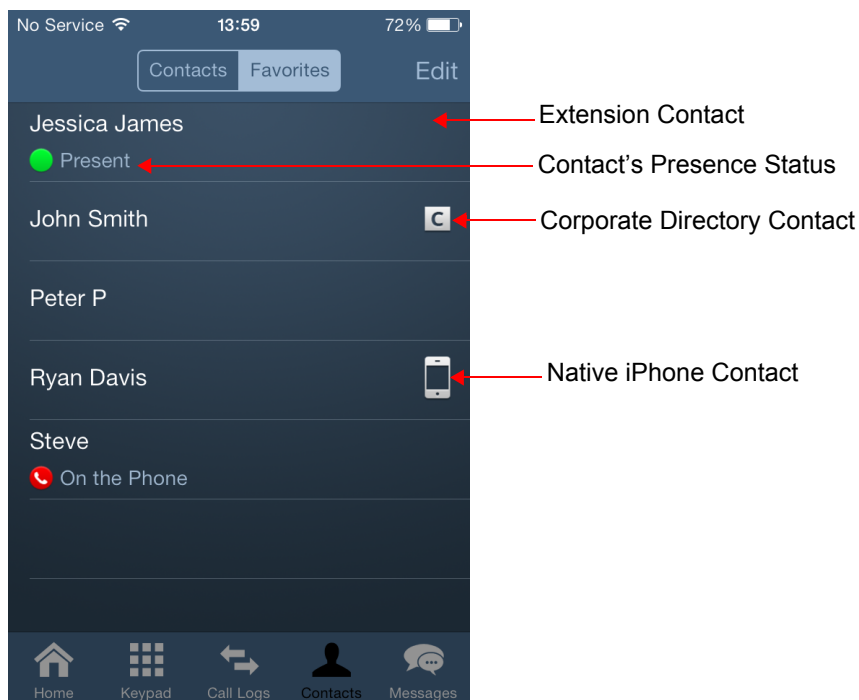 No Service 13:59 72%
Contacts Favorites Edit
Jessica James
Extension Contact
Present
Contact's Presence Status
John Smith
C
Corporate Directory Contact
Peter P
Ryan Davis
Native iPhone Contact
Steve
On the Phone
Home Keypad Call Logs Contacts Messages